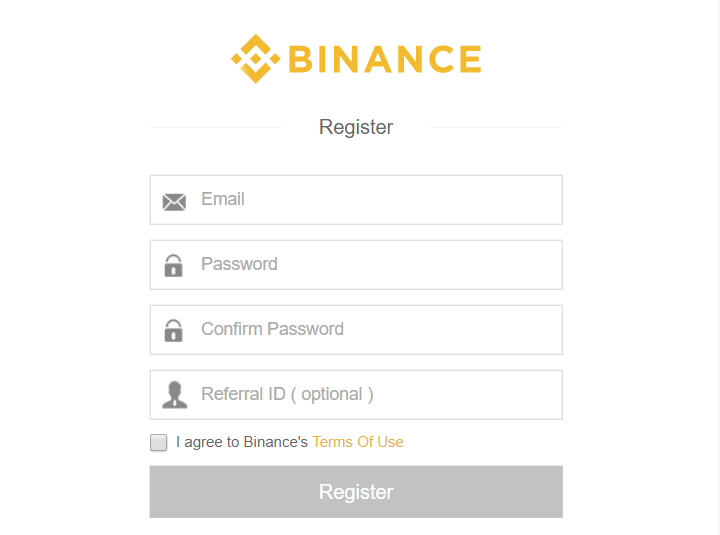 BINANCE
Register
Email
Password
Confirm Password
Referral ID ( optional )
I agree to Binance's Terms Of Use
Register